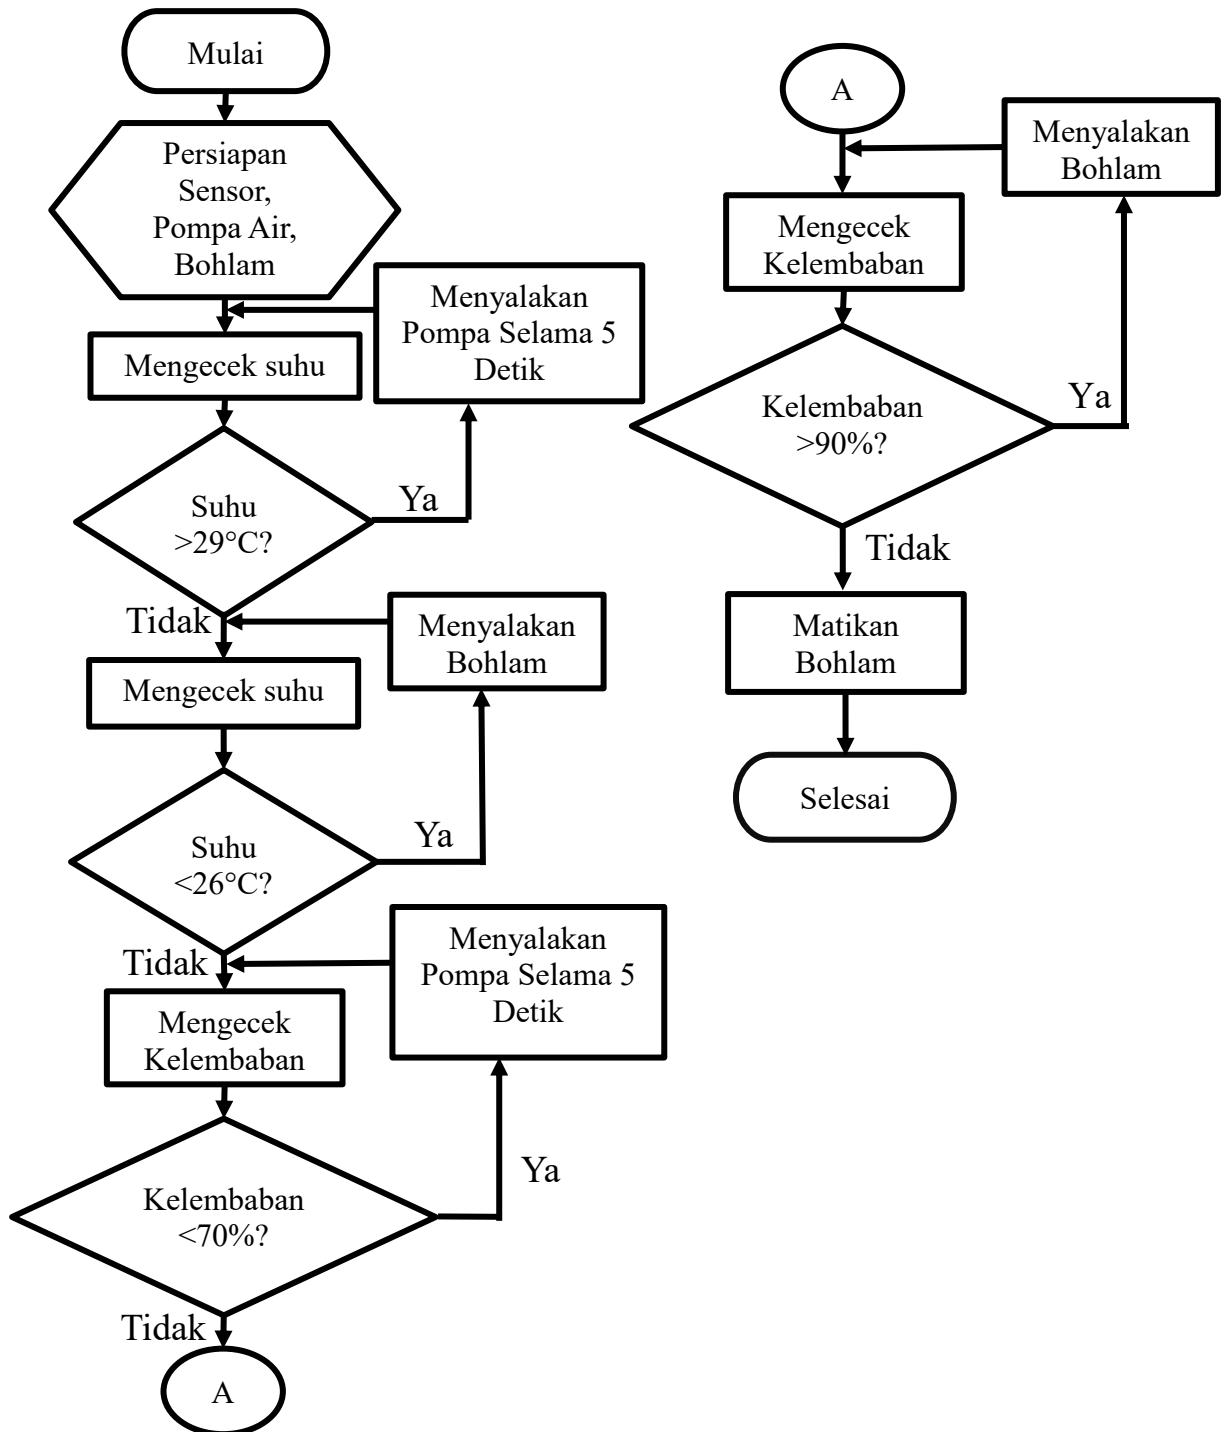 Mulai
Persiapan
Sensor,
Pompa Air,
Bohlam
Menyalakan
Pompa Selama 5
Detik
Mengecek suhu
Suhu
>29°C?
Ya
Tidak
Menyalakan
Bohlam
Mengecek suhu
Suhu
<26°C?
Ya
Tidak
Menyalakan
Pompa Selama 5
Detik
Mengecek
Kelembaban
Kelembaban
<70%?
Ya
Tidak
A
A
Menyalakan
Bohlam
Mengecek
Kelembaban
Kelembaban
>90%?
Ya
Tidak
Matikan
Bohlam
Selesai